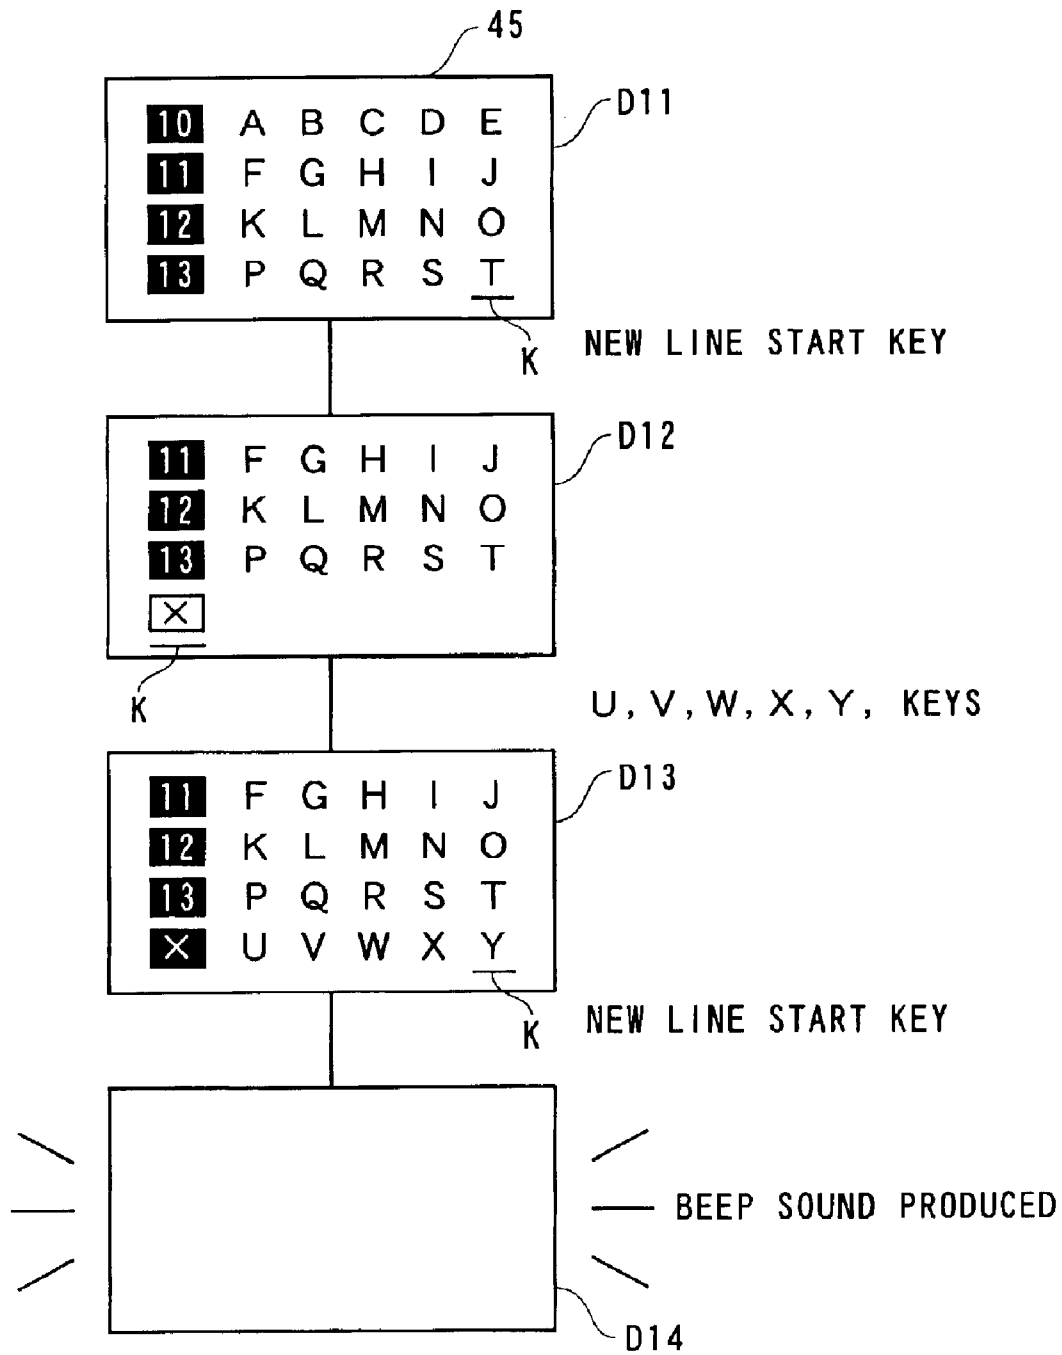 45
D11
10 A B C D E
11 F G H I J
12 K L M N O
13 P Q R S T
K
NEW LINE START KEY
D12
11 F G H I J
12 K L M N O
13 P Q R S T
X
K
U, V, W, X, Y, KEYS
D13
11 F G H I J
12 K L M N O
13 P Q R S T
X U V W X Y
K
NEW LINE START KEY
BEEP SOUND PRODUCED
D14